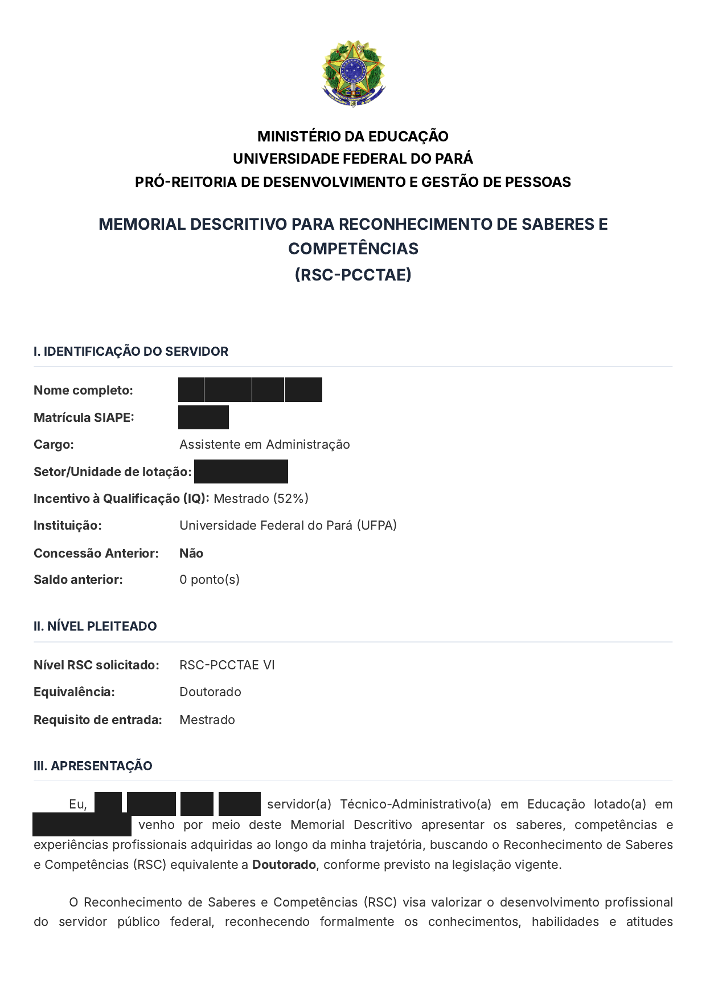 MINISTÉRIO DA EDUCAÇÃO
UNIVERSIDADE FEDERAL DO PARÁ
PRÓ-REITORIA DE DESENVOLVIMENTO E GESTÃO DE PESSOAS
MEMORIAL DESCRITIVO PARA RECONHECIMENTO DE SABERES E
COMPETÊNCIAS
(RSC-PCCTAE)
I. IDENTIFICAÇÃO DO SERVIDOR
Nome completo:
Matrícula SIAPE:
Cargo: Assistente em Administração
Setor/Unidade de lotação:
Incentivo à Qualificação (IQ): Mestrado (52%)
Instituição: Universidade Federal do Pará (UFPA)
Concessão Anterior: Não
Saldo anterior: 0 ponto(s)
II. NÍVEL PLEITEADO
Nível RSC solicitado: RSC-PCCTAE VI
Equivalência: Doutorado
Requisito de entrada: Mestrado
III. APRESENTAÇÃO
Eu, servidor(a) Técnico-Administrativo(a) em Educação lotado(a) em
venho por meio deste Memorial Descritivo apresentar os saberes, competências e
experiências profissionais adquiridas ao longo da minha trajetória, buscando o Reconhecimento de Saberes
e Competências (RSC) equivalente a Doutorado, conforme previsto na legislação vigente.
O Reconhecimento de Saberes e Competências (RSC) visa valorizar o desenvolvimento profissional
do servidor público federal, reconhecendo formalmente os conhecimentos, habilidades e atitudes